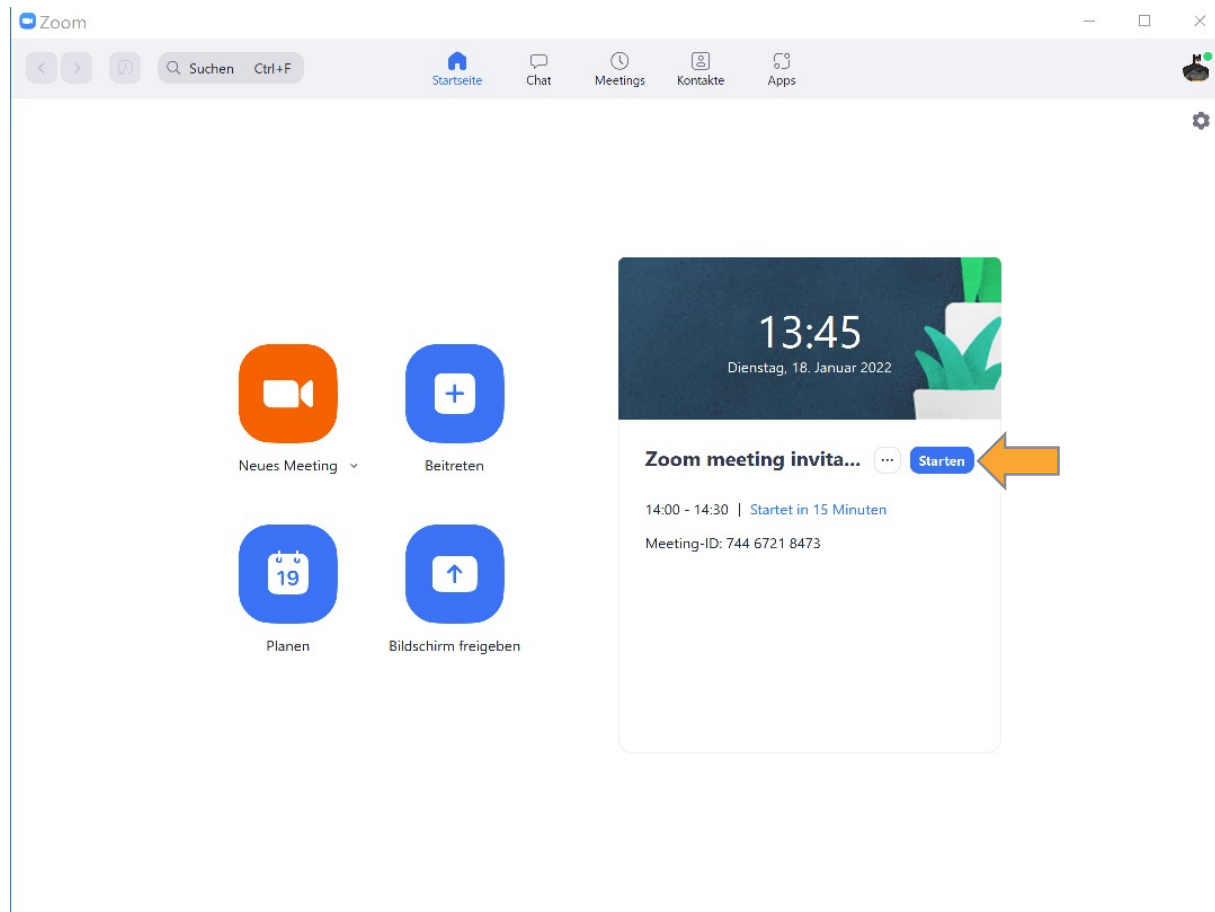 Zoom
Suchen Ctrl+F
Startseite
Chat
Meetings
Kontakte
Apps
13:45
Dienstag, 18. Januar 2022
Neues Meeting
Beitreten
Zoom meeting invita... ... Starten
14:00 - 14:30 | Startet in 15 Minuten
Meeting-ID: 744 6721 8473
19
Planen
Bildschirm freigeben